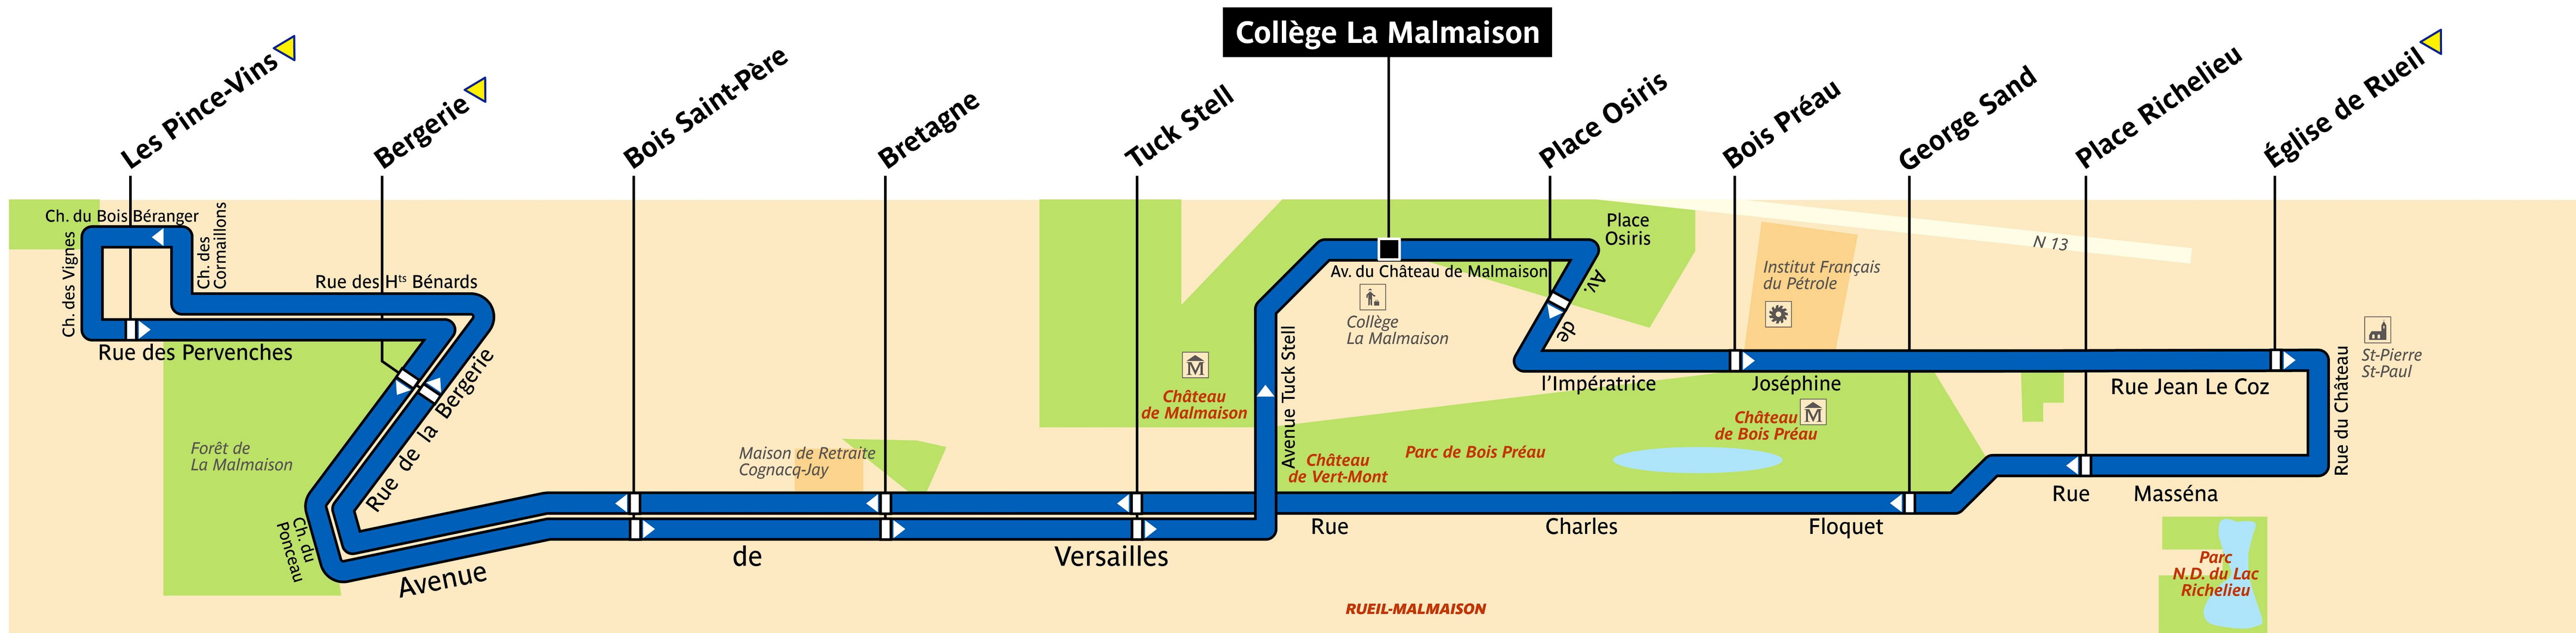 Collège La Malmaison
Les Pince-Vins
Bergerie
Bois Saint-Père
Bretagne
Tuck Stell
Place Osiris
Bois Préau
George Sand
Place Richelieu
Église de Rueil
Ch. du Bois Béranger
Ch. des Vignes
Ch. des
Cormaillons
Rue des Hts Bénards
Rue des Pervenches
Rue de la Bergerie
Forêt de
La Malmaison
Ch. du
Ponceau
Avenue de Versailles
Maison de Retraite
Cognacq-Jay
Château
de Malmaison
M
Avenue Tuck Stell
Av. du Château de Malmaison
Collège
La Malmaison
Place
Osiris
Av. de l'Impératrice Joséphine
Institut Français
du Pétrole
N 13
Château
de Bois Préau
M
Parc de Bois Préau
Château
de Vert-Mont
Rue Charles Floquet
Rue Jean Le Coz
Rue du Château
St-Pierre
St-Paul
Rue Masséna
Parc
N.D. du Lac
Richelieu
RUEIL-MALMAISON